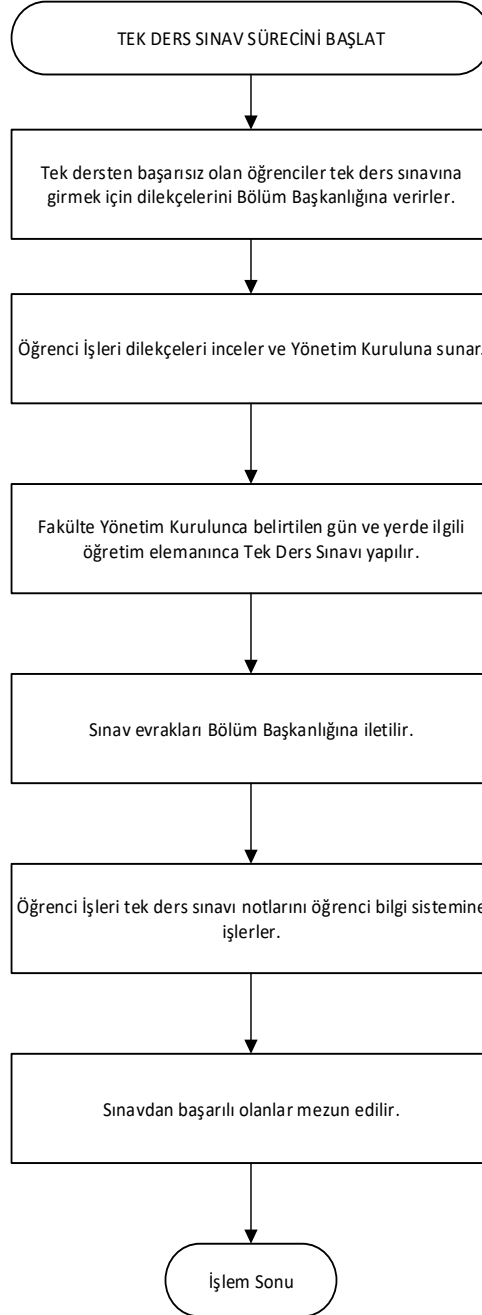 TEK DERS SINAV SÜRECİNİ BAŞLAT
Tek dersten başarısız olan öğrenciler tek ders sınavına
girmek için dilekçelerini Bölüm Başkanlığına verirler.
Öğrenci İşleri dilekçeleri inceler ve Yönetim Kuruluna sunar.
Fakülte Yönetim Kurulunca belirtilen gün ve yerde ilgili
öğretim elemanınca Tek Ders Sınavı yapılır.
Sınav evrakları Bölüm Başkanlığına iletilir.
Öğrenci İşleri tek ders sınavı notlarını öğrenci bilgi sistemine
işlerler.
Sınavdan başarılı olanlar mezun edilir.
İşlem Sonu